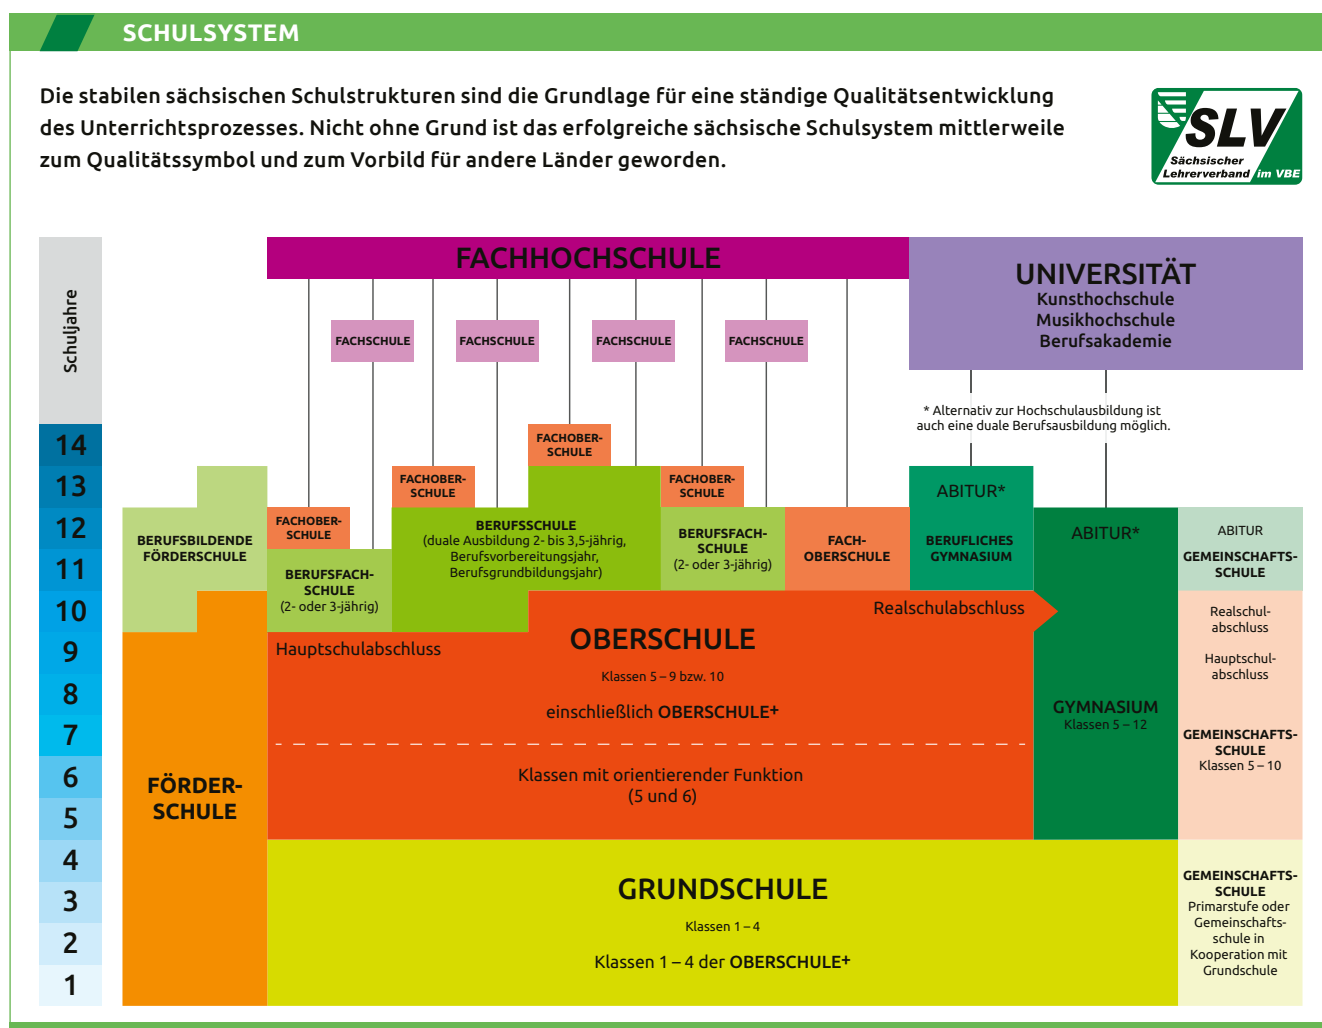 SCHULSYSTEM
Die stabilen sächsischen Schulstrukturen sind die Grundlage für eine ständige Qualitätsentwicklung
des Unterrichtsprozesses. Nicht ohne Grund ist das erfolgreiche sächsische Schulsystem mittlerweile
zum Qualitätssymbol und zum Vorbild für andere Länder geworden.
SLV
Sächsischer
Lehrerverband im VBE
Schuljahre
14
13
12
11
10
9
8
7
6
5
4
3
2
1
FACHHOCHSCHULE
UNIVERSITÄT
Kunsthochschule
Musikhochschule
Berufsakademie
FACHSCHULE
FACHSCHULE
FACHSCHULE
FACHSCHULE
* Alternativ zur Hochschulausbildung ist
auch eine duale Berufsausbildung möglich.
FACHOBER-
SCHULE
FACHOBER-
SCHULE
FACHOBER-
SCHULE
ABITUR*
FACHOBER-
SCHULE
BERUFSBILDENDE
FÖRDERSCHULE
BERUFSSCHULE
(duale Ausbildung 2- bis 3,5-jährig,
Berufsvorbereitungsjahr,
Berufsgrundbildungsjahr)
BERUFSFACH-
SCHULE
(2- oder 3-jährig)
FACH-
OBERSCHULE
BERUFLICHES
GYMNASIUM
ABITUR*
ABITUR
GEMEINSCHAFTS-
SCHULE
BERUFSFACH-
SCHULE
(2- oder 3-jährig)
Realschulabschluss
Hauptschulabschluss
OBERSCHULE
Klassen 5 – 9 bzw. 10
einschließlich OBERSCHULE+
Klassen mit orientierender Funktion
(5 und 6)
GYMNASIUM
Klassen 5 – 12
Realschul-
abschluss
Hauptschul-
abschluss
GEMEINSCHAFTS-
SCHULE
Klassen 5 – 10
FÖRDER-
SCHULE
GRUNDSCHULE
Klassen 1 – 4
Klassen 1 – 4 der OBERSCHULE+
GEMEINSCHAFTS-
SCHULE
Primarstufe oder
Gemeinschafts-
schule in
Kooperation mit
Grundschule